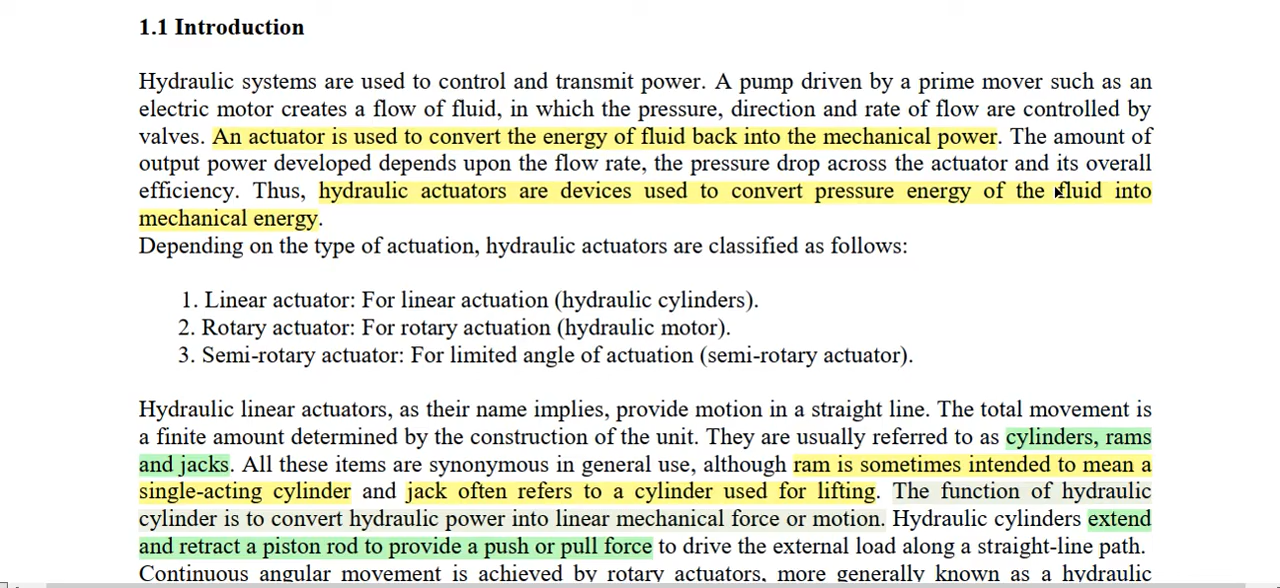 1.1 Introduction
Hydraulic systems are used to control and transmit power. A pump driven by a prime mover such as an
electric motor creates a flow of fluid, in which the pressure, direction and rate of flow are controlled by
valves. An actuator is used to convert the energy of fluid back into the mechanical power. The amount of
output power developed depends upon the flow rate, the pressure drop across the actuator and its overall
efficiency. Thus, hydraulic actuators are devices used to convert pressure energy of the fluid into
mechanical energy.
Depending on the type of actuation, hydraulic actuators are classified as follows:
1. Linear actuator: For linear actuation (hydraulic cylinders).
2. Rotary actuator: For rotary actuation (hydraulic motor).
3. Semi-rotary actuator: For limited angle of actuation (semi-rotary actuator).
Hydraulic linear actuators, as their name implies, provide motion in a straight line. The total movement is
a finite amount determined by the construction of the unit. They are usually referred to as cylinders, rams
and jacks. All these items are synonymous in general use, although ram is sometimes intended to mean a
single-acting cylinder and jack often refers to a cylinder used for lifting. The function of hydraulic
cylinder is to convert hydraulic power into linear mechanical force or motion. Hydraulic cylinders extend
and retract a piston rod to provide a push or pull force to drive the external load along a straight-line path.
Continuous angular movement is achieved by rotary actuators, more generally known as a hydraulic